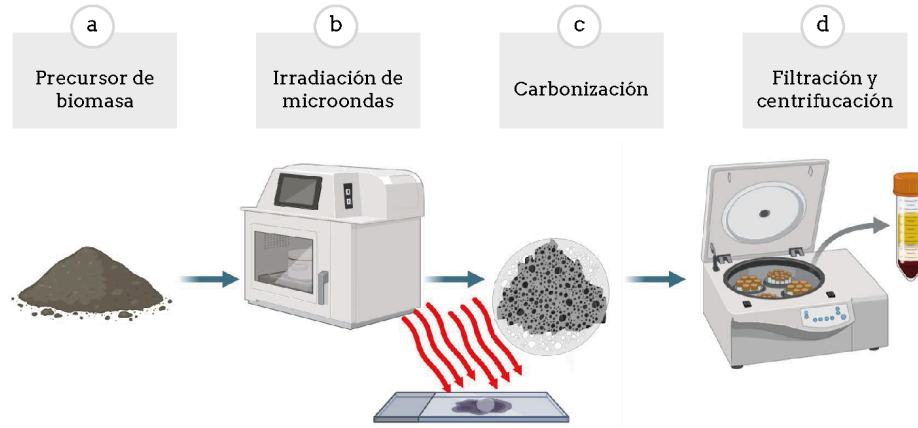 a
Precursor de
biomasa
b
Irradiación de
microondas
c
Carbonización
d
Filtración y
centrifucación